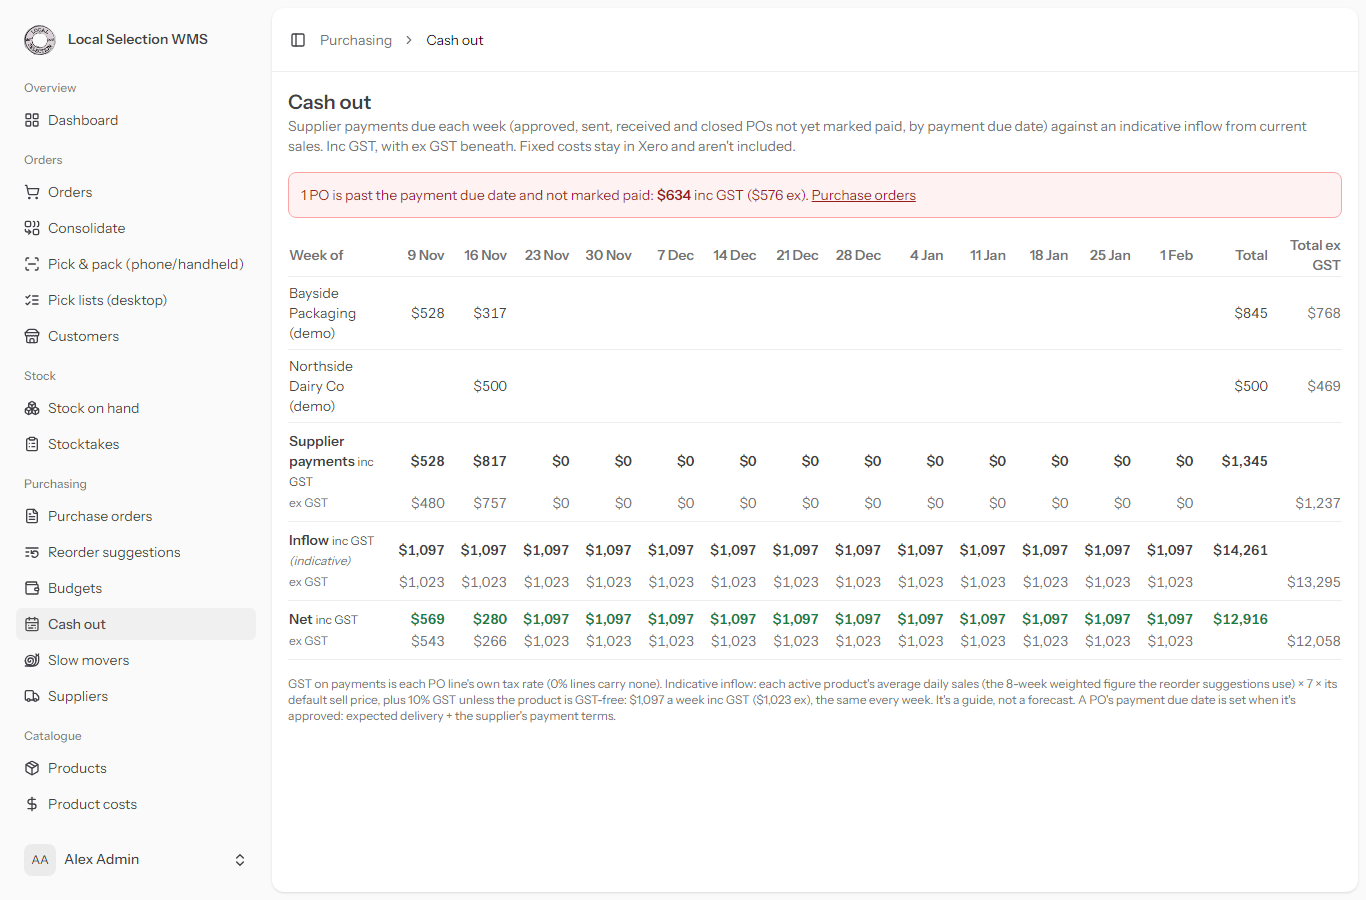 Local Selection WMS
Overview
Dashboard
Orders
Orders
Consolidate
Pick & pack (phone/handheld)
Pick lists (desktop)
Customers
Stock
Stock on hand
Stocktakes
Purchasing
Purchase orders
Reorder suggestions
Budgets
Cash out
Slow movers
Suppliers
Catalogue
Products
Product costs
AA Alex Admin
Purchasing > Cash out
Cash out
Supplier payments due each week (approved, sent, received and closed POs not yet marked paid, by payment due date) against an indicative inflow from current
sales. Inc GST, with ex GST beneath. Fixed costs stay in Xero and aren't included.
1 PO is past the payment due date and not marked paid: $634 inc GST ($576 ex). Purchase orders
Week of 9 Nov 16 Nov 23 Nov 30 Nov 7 Dec 14 Dec 21 Dec 28 Dec 4 Jan 11 Jan 18 Jan 25 Jan 1 Feb Total Total ex
GST
Bayside
Packaging $528 $317 $845 $768
(demo)
Northside
Dairy Co $500 $500 $469
(demo)
Supplier
payments inc $528 $817 $0 $0 $0 $0 $0 $0 $0 $0 $0 $0 $0 $1,345
GST
ex GST $480 $757 $0 $0 $0 $0 $0 $0 $0 $0 $0 $0 $0 $1,237
Inflow inc GST $1,097 $1,097 $1,097 $1,097 $1,097 $1,097 $1,097 $1,097 $1,097 $1,097 $1,097 $1,097 $1,097 $14,261
(indicative)
ex GST $1,023 $1,023 $1,023 $1,023 $1,023 $1,023 $1,023 $1,023 $1,023 $1,023 $1,023 $1,023 $1,023 $13,295
Net inc GST $569 $280 $1,097 $1,097 $1,097 $1,097 $1,097 $1,097 $1,097 $1,097 $1,097 $1,097 $1,097 $12,916
ex GST $543 $266 $1,023 $1,023 $1,023 $1,023 $1,023 $1,023 $1,023 $1,023 $1,023 $1,023 $1,023 $12,058
GST on payments is each PO line's own tax rate (0% lines carry none). Indicative inflow: each active product's average daily sales (the 8-week weighted figure the reorder suggestions use) × 7 × its
default sell price, plus 10% GST unless the product is GST-free: $1,097 a week inc GST ($1,023 ex), the same every week. It's a guide, not a forecast. A PO's payment due date is set when it's
approved: expected delivery + the supplier's payment terms.